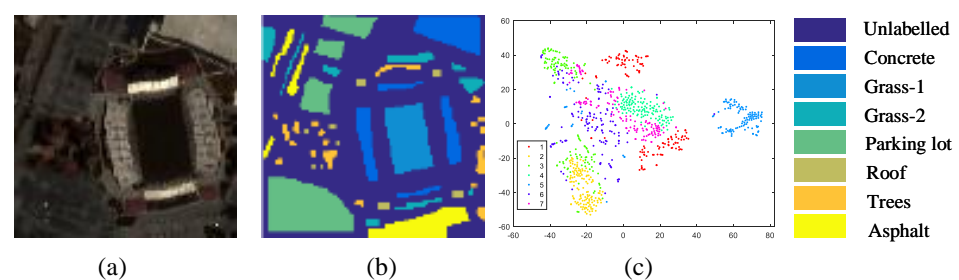 60
40
20
0
-20
-40
-60
-60 -40 -20 0 20 40 60 80
1
2
3
4
5
6
7
Unlabelled
Concrete
Grass-1
Grass-2
Parking lot
Roof
Trees
Asphalt
(a) (b) (c)